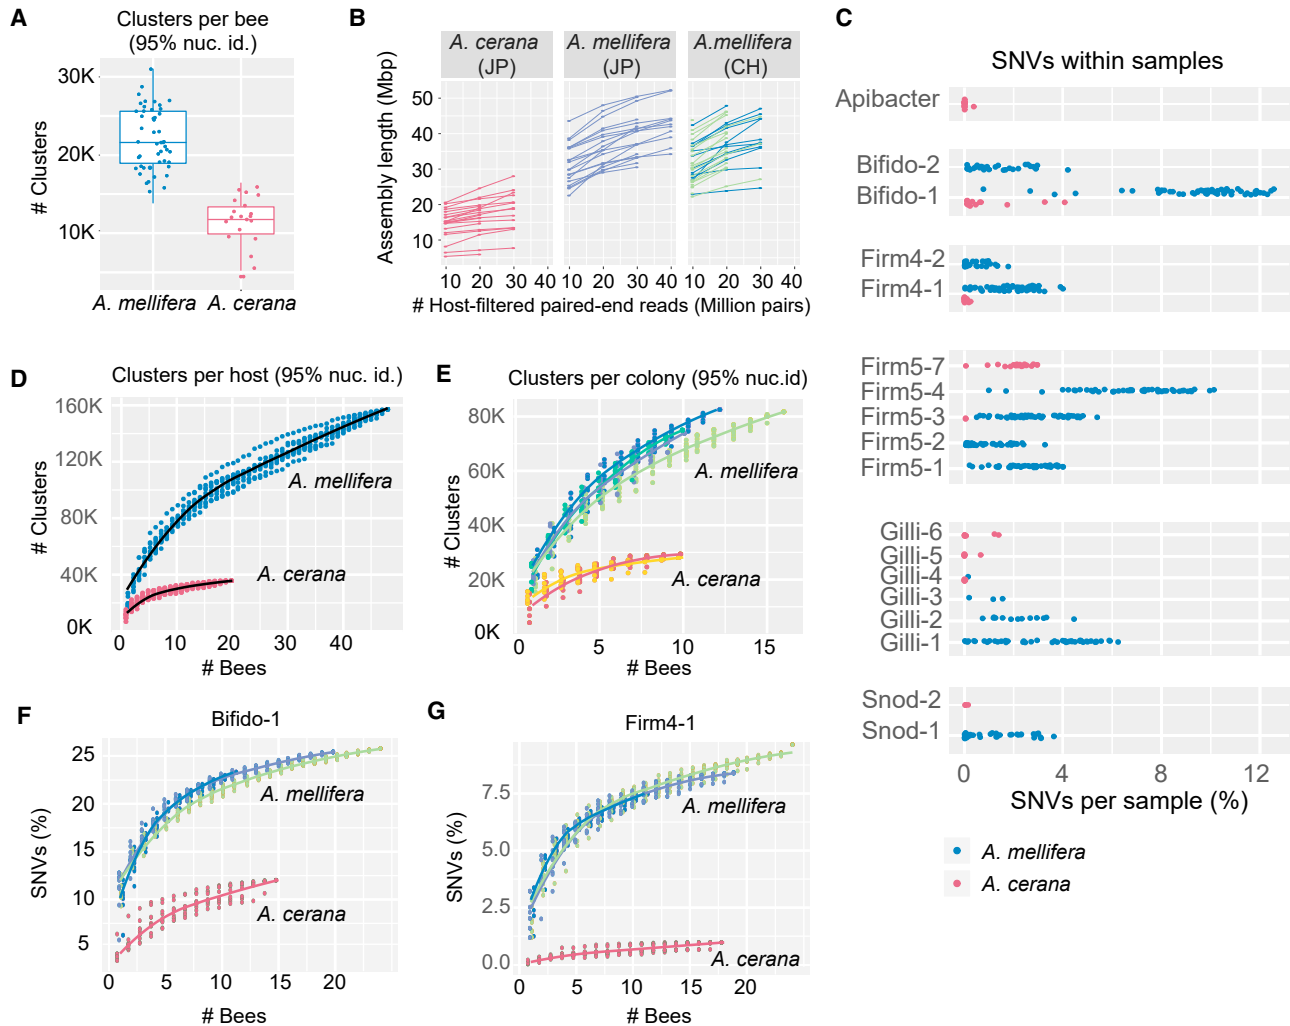 A
Clusters per bee
(95% nuc. id.)
# Clusters
30K
20K
10K
A. mellifera
A. cerana
B
A. cerana
(JP)
A. mellifera
(JP)
A.mellifera
(CH)
Assembly length (Mbp)
50
40
30
20
10
10 20 30 40
10 20 30 40
10 20 30 40
# Host-filtered paired-end reads (Million pairs)
C
SNVs within samples
Apibacter
Bifido-2
Bifido-1
Firm4-2
Firm4-1
Firm5-7
Firm5-4
Firm5-3
Firm5-2
Firm5-1
Gilli-6
Gilli-5
Gilli-4
Gilli-3
Gilli-2
Gilli-1
Snod-2
Snod-1
0 4 8 12
SNVs per sample (%)
A. mellifera
A. cerana
D
Clusters per host (95% nuc. id.)
# Clusters
160K
120K
80K
40K
0K
A. mellifera
A. cerana
0 10 20 30 40
# Bees
E
Clusters per colony (95% nuc.id)
# Clusters
80K
60K
40K
20K
0K
A. mellifera
A. cerana
0 5 10 15
# Bees
F
Bifido-1
SNVs (%)
25
20
15
10
5
A. mellifera
A. cerana
0 5 10 15 20
# Bees
G
Firm4-1
SNVs (%)
7.5
5.0
2.5
0.0
A. mellifera
A. cerana
0 5 10 15 20
# Bees